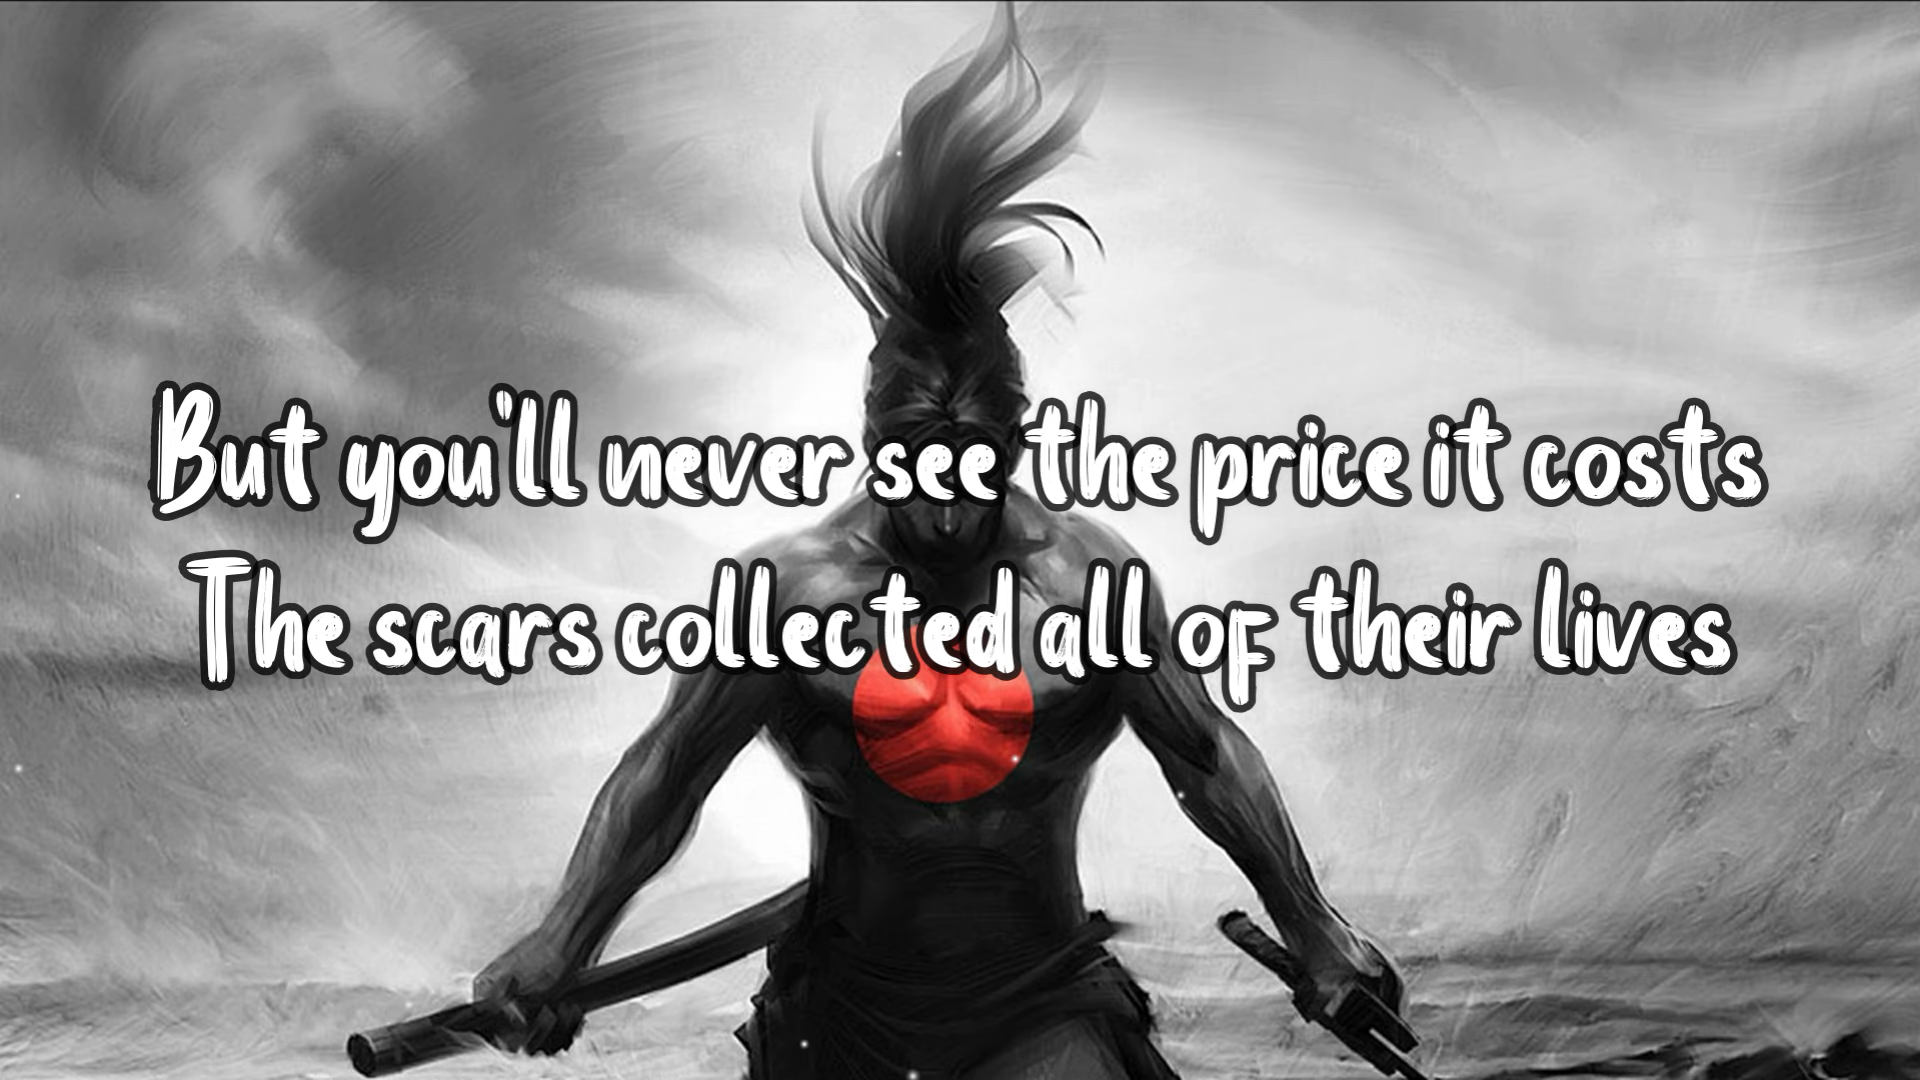 But you'll never see the price it costs
The scars collected all of their lives